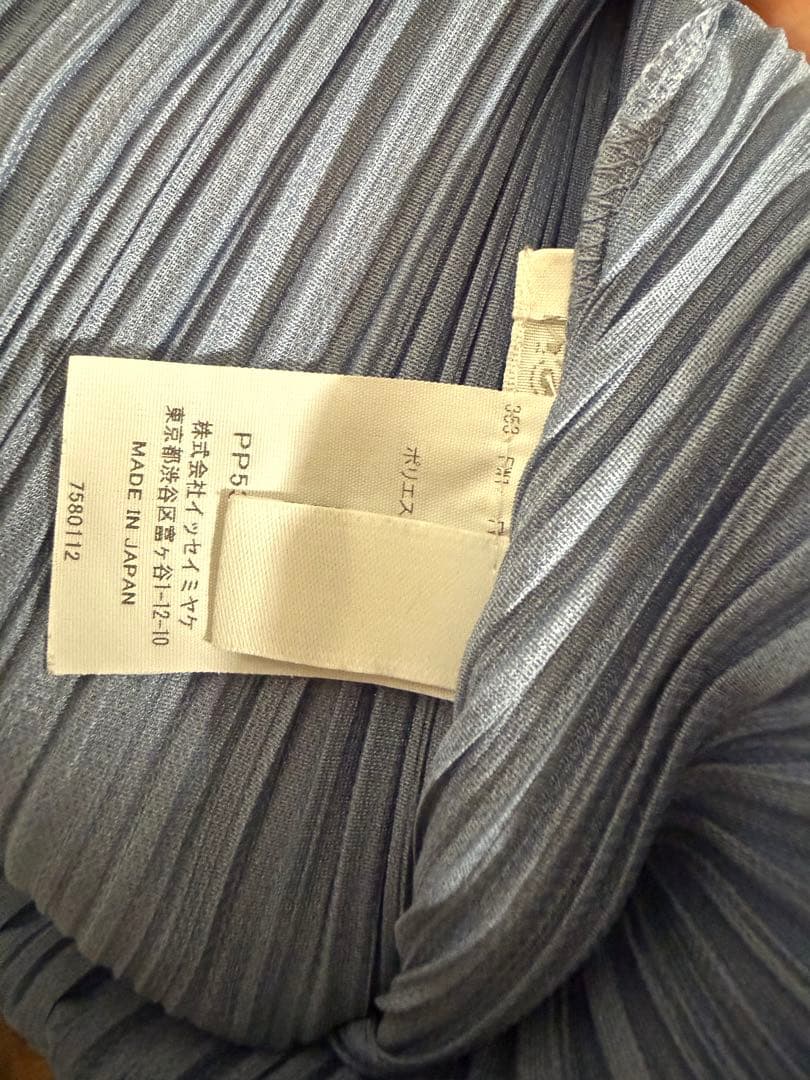 ポリエス
PP5
株式会社イッセイミヤケ
東京都渋谷区富ヶ谷1-12-10
MADE IN JAPAN
7580112
353